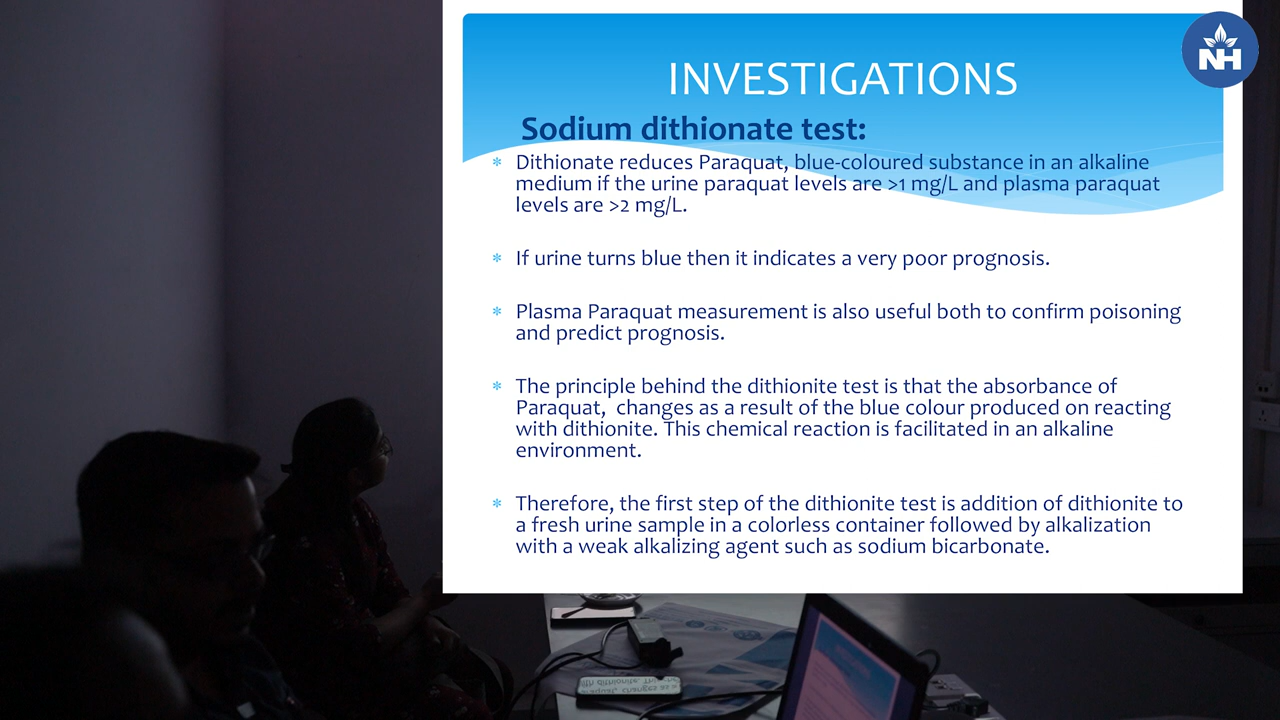 INVESTIGATIONS
NH
Sodium dithionate test:
* Dithionate reduces Paraquat, blue-coloured substance in an alkaline
medium if the urine paraquat levels are >1 mg/L and plasma paraquat
levels are >2 mg/L.
* If urine turns blue then it indicates a very poor prognosis.
* Plasma Paraquat measurement is also useful both to confirm poisoning
and predict prognosis.
* The principle behind the dithionite test is that the absorbance of
Paraquat, changes as a result of the blue colour produced on reacting
with dithionite. This chemical reaction is facilitated in an alkaline
environment.
* Therefore, the first step of the dithionite test is addition of dithionite to
a fresh urine sample in a colorless container followed by alkalization
with a weak alkalizing agent such as sodium bicarbonate.